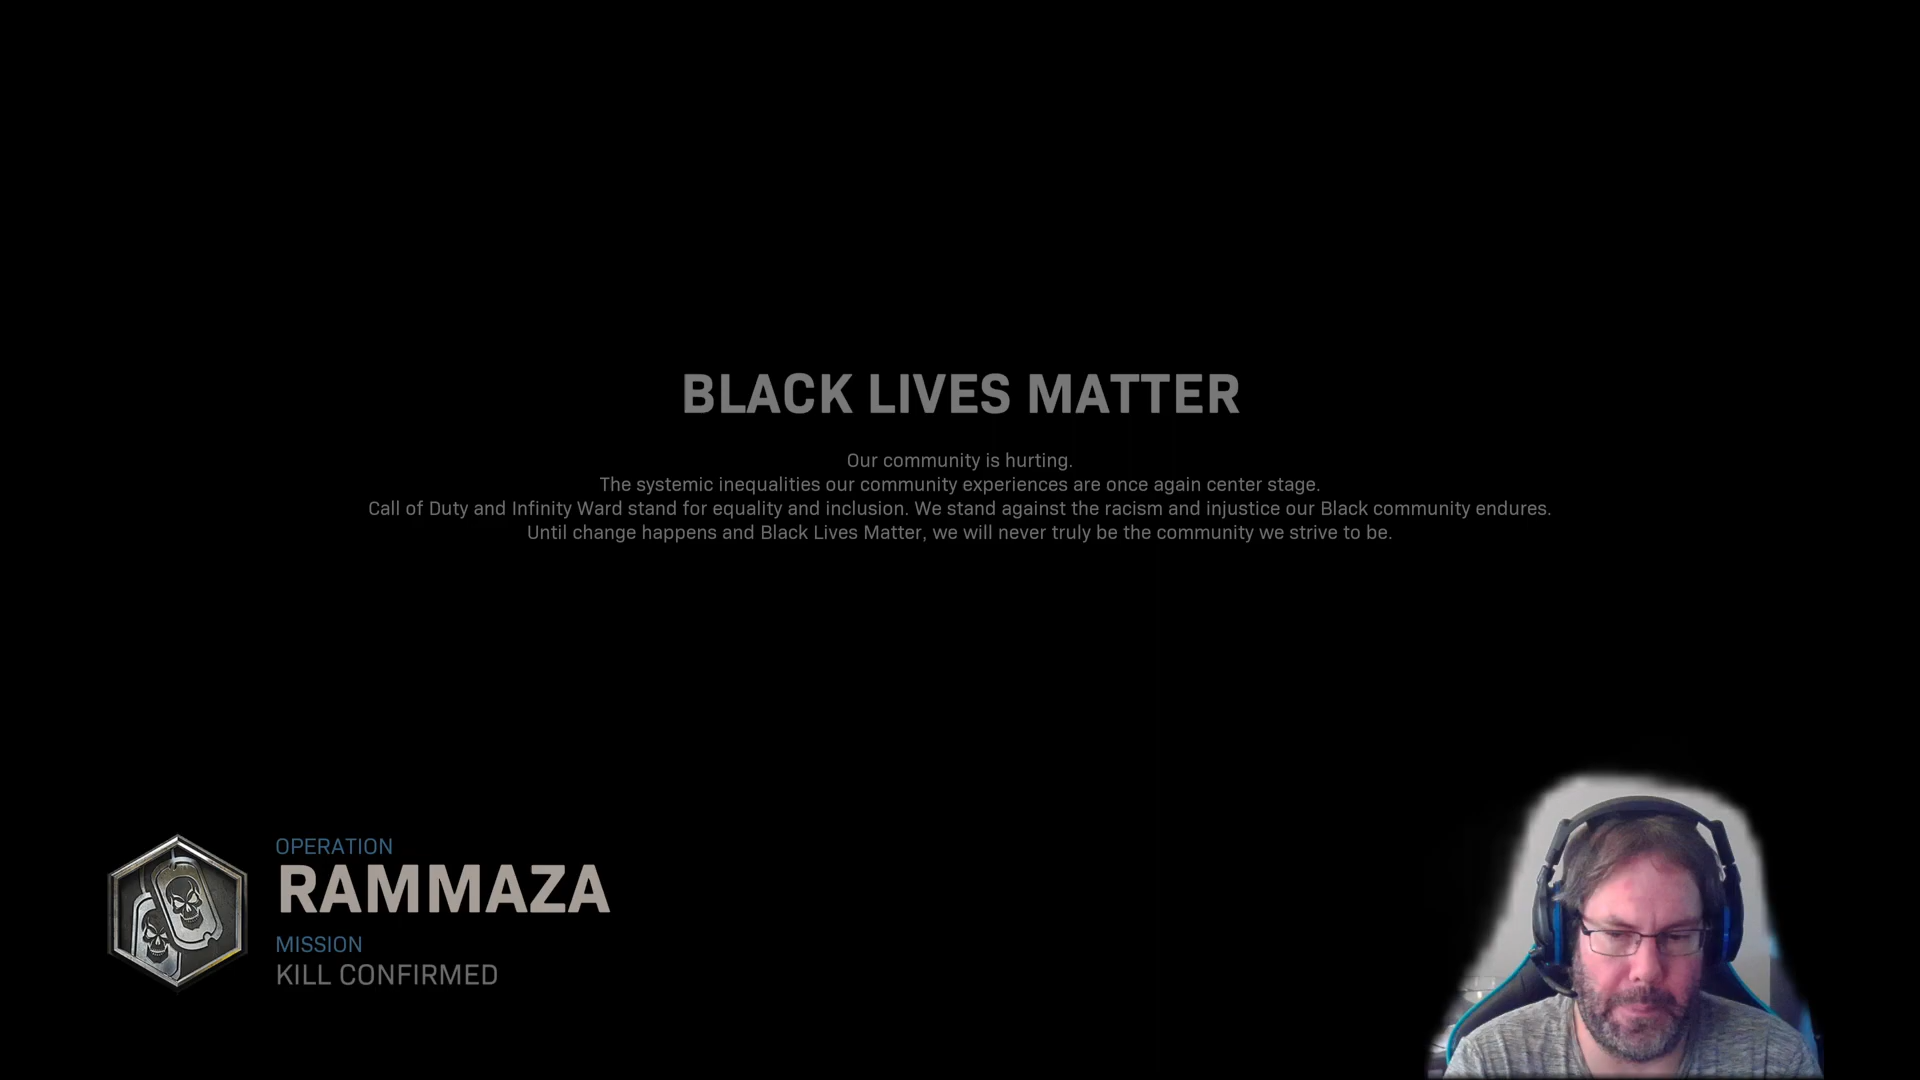 BLACK LIVES MATTER
Our community is hurting.
The systemic inequalities our community experiences are once again center stage.
Call of Duty and Infinity Ward stand for equality and inclusion. We stand against the racism and injustice our Black community endures.
Until change happens and Black Lives Matter, we will never truly be the community we strive to be.
OPERATION
RAMMAZA
MISSION
KILL CONFIRMED